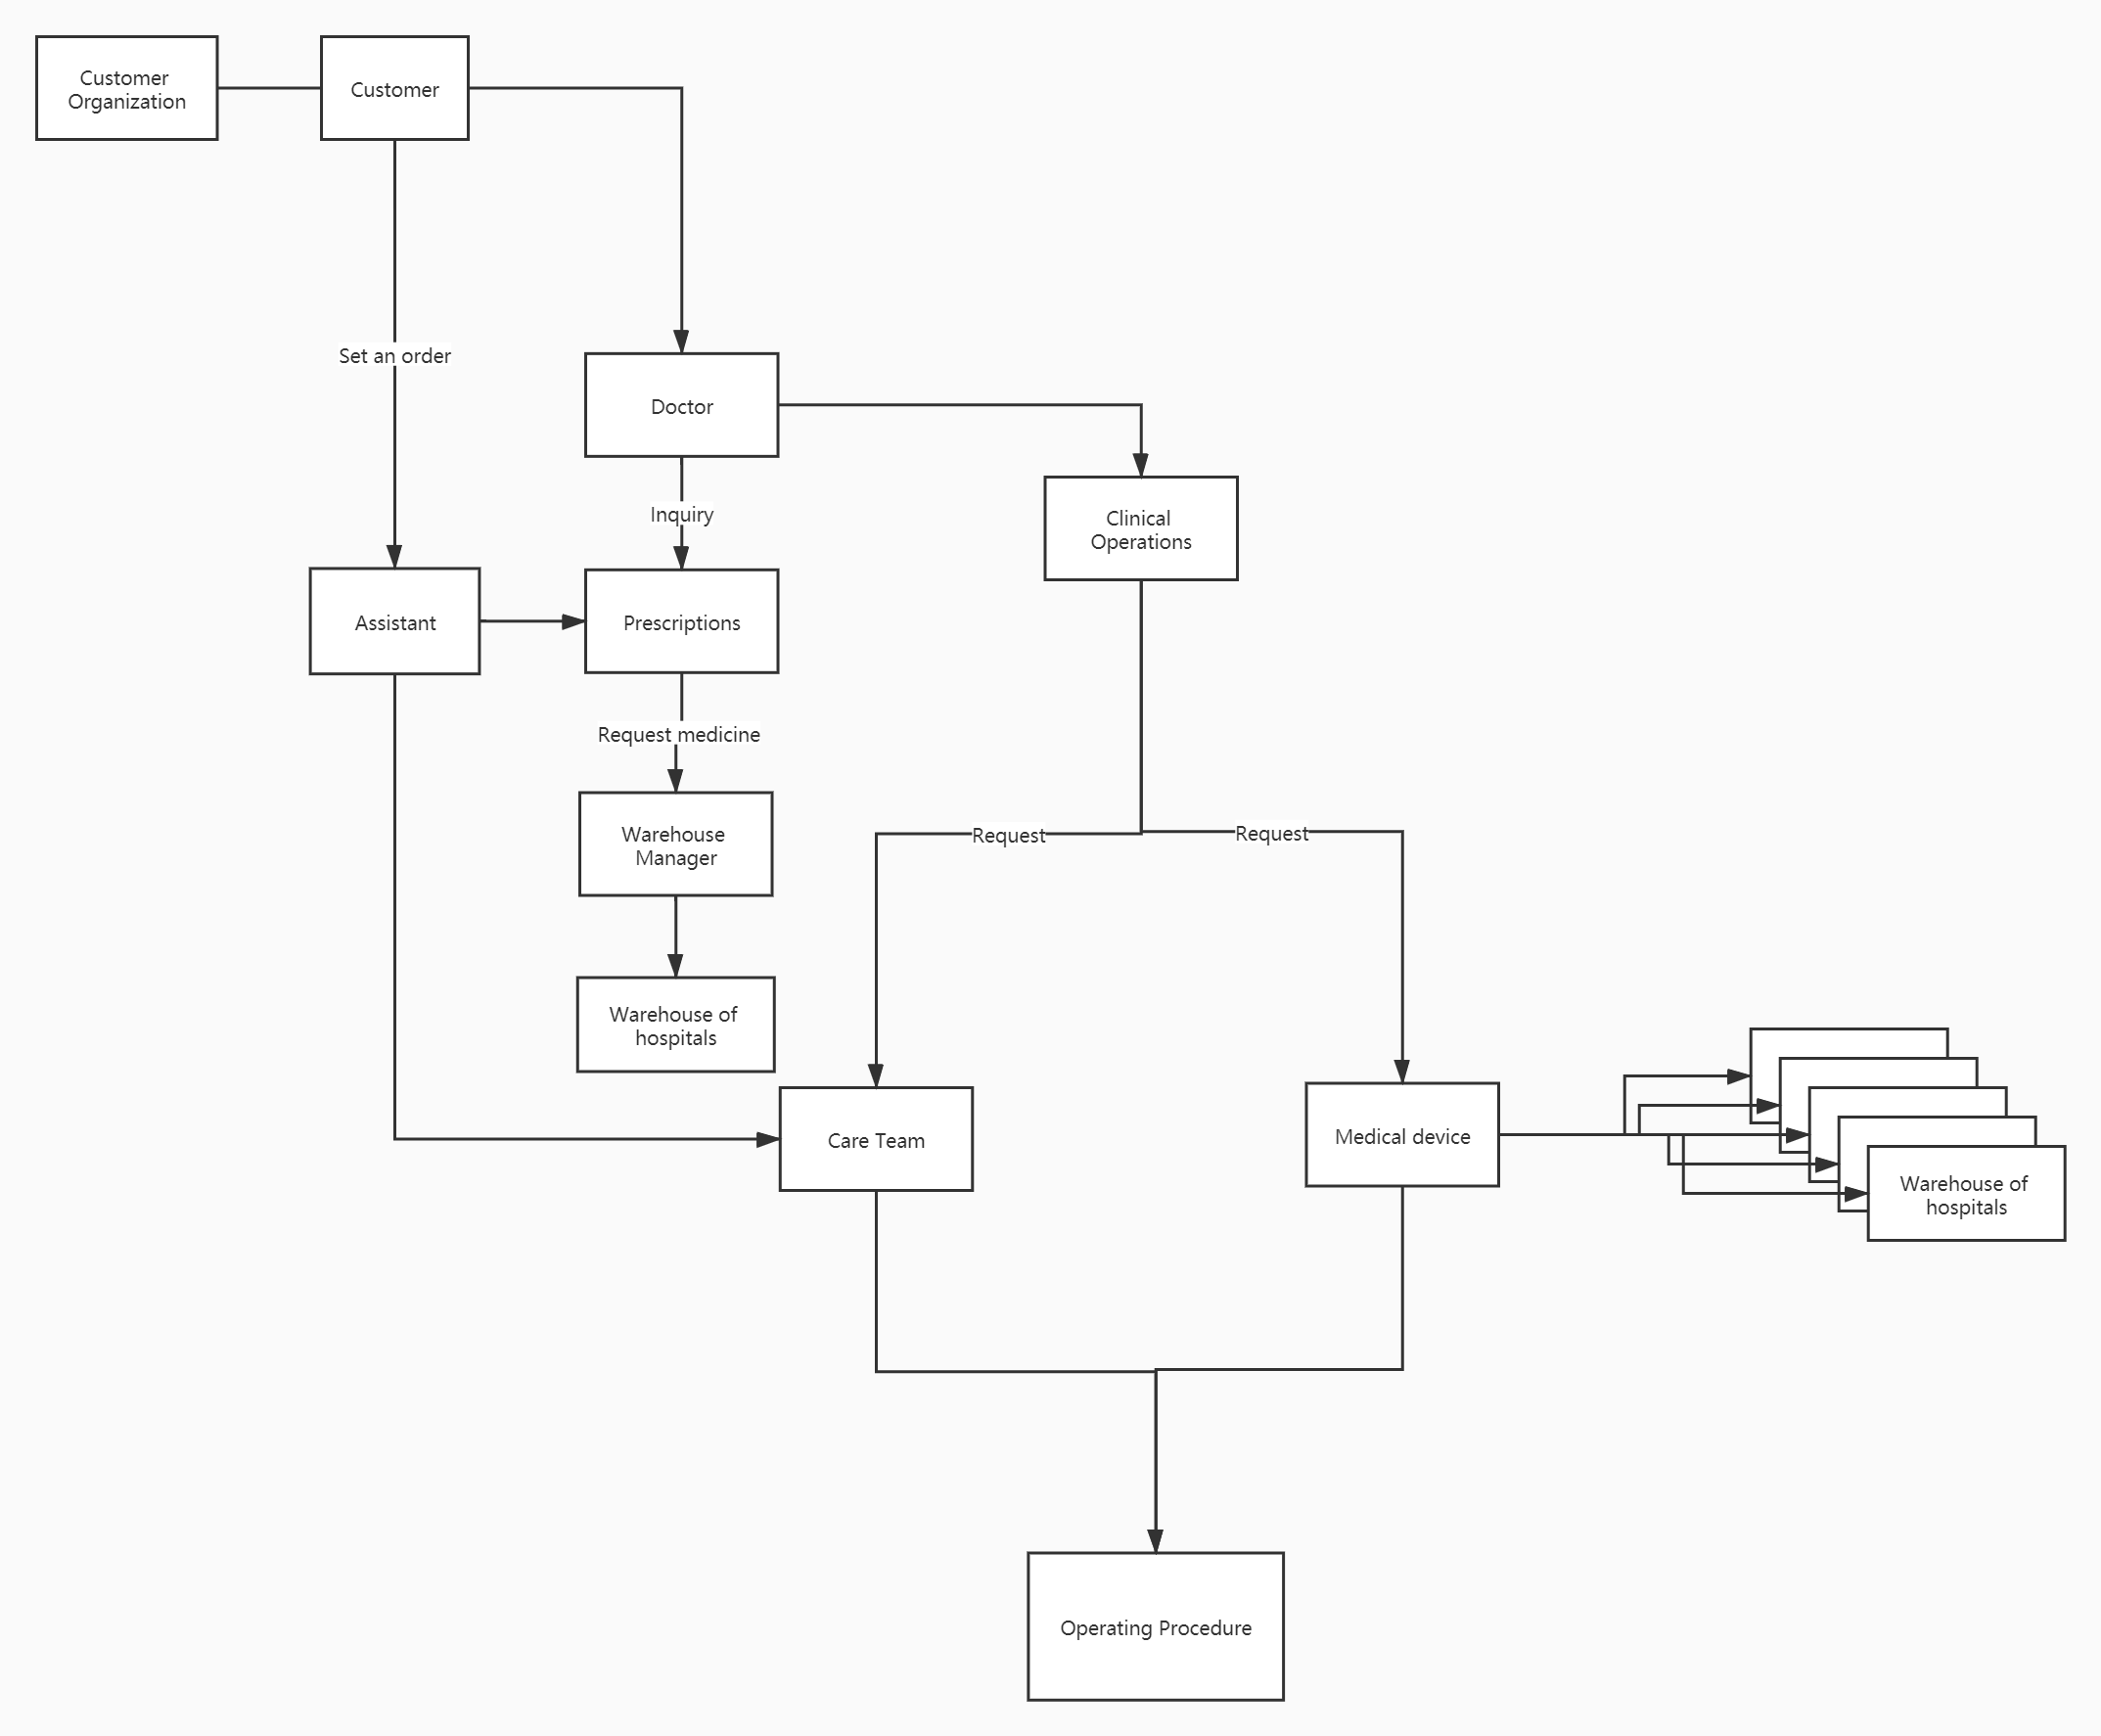 Customer
Organization
Customer
Set an order
Doctor
Inquiry
Clinical
Operations
Assistant
Prescriptions
Request medicine
Warehouse
Manager
Request
Request
Warehouse of
hospitals
Care Team
Medical device
Warehouse of
hospitals
Operating Procedure